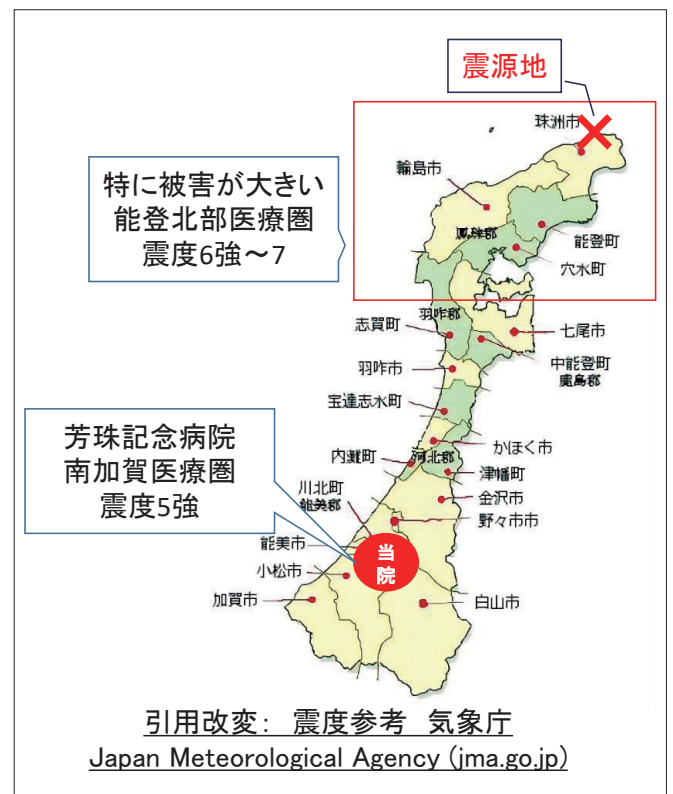 震源地
珠洲市
輪島市
特に被害が大きい
能登北部医療圏
震度6強～7
鳳珠郡
能登町
穴水町
羽咋郡
志賀町
七尾市
羽咋市
中能登町
鹿島郡
宝達志水町
芳珠記念病院
南加賀医療圏
震度5強
かほく市
内灘町
河北郡
津幡町
川北町
能美郡
金沢市
野々市市
能美市
当
院
小松市
加賀市
白山市
引用改変： 震度参考 気象庁
Japan Meteorological Agency (jma.go.jp)